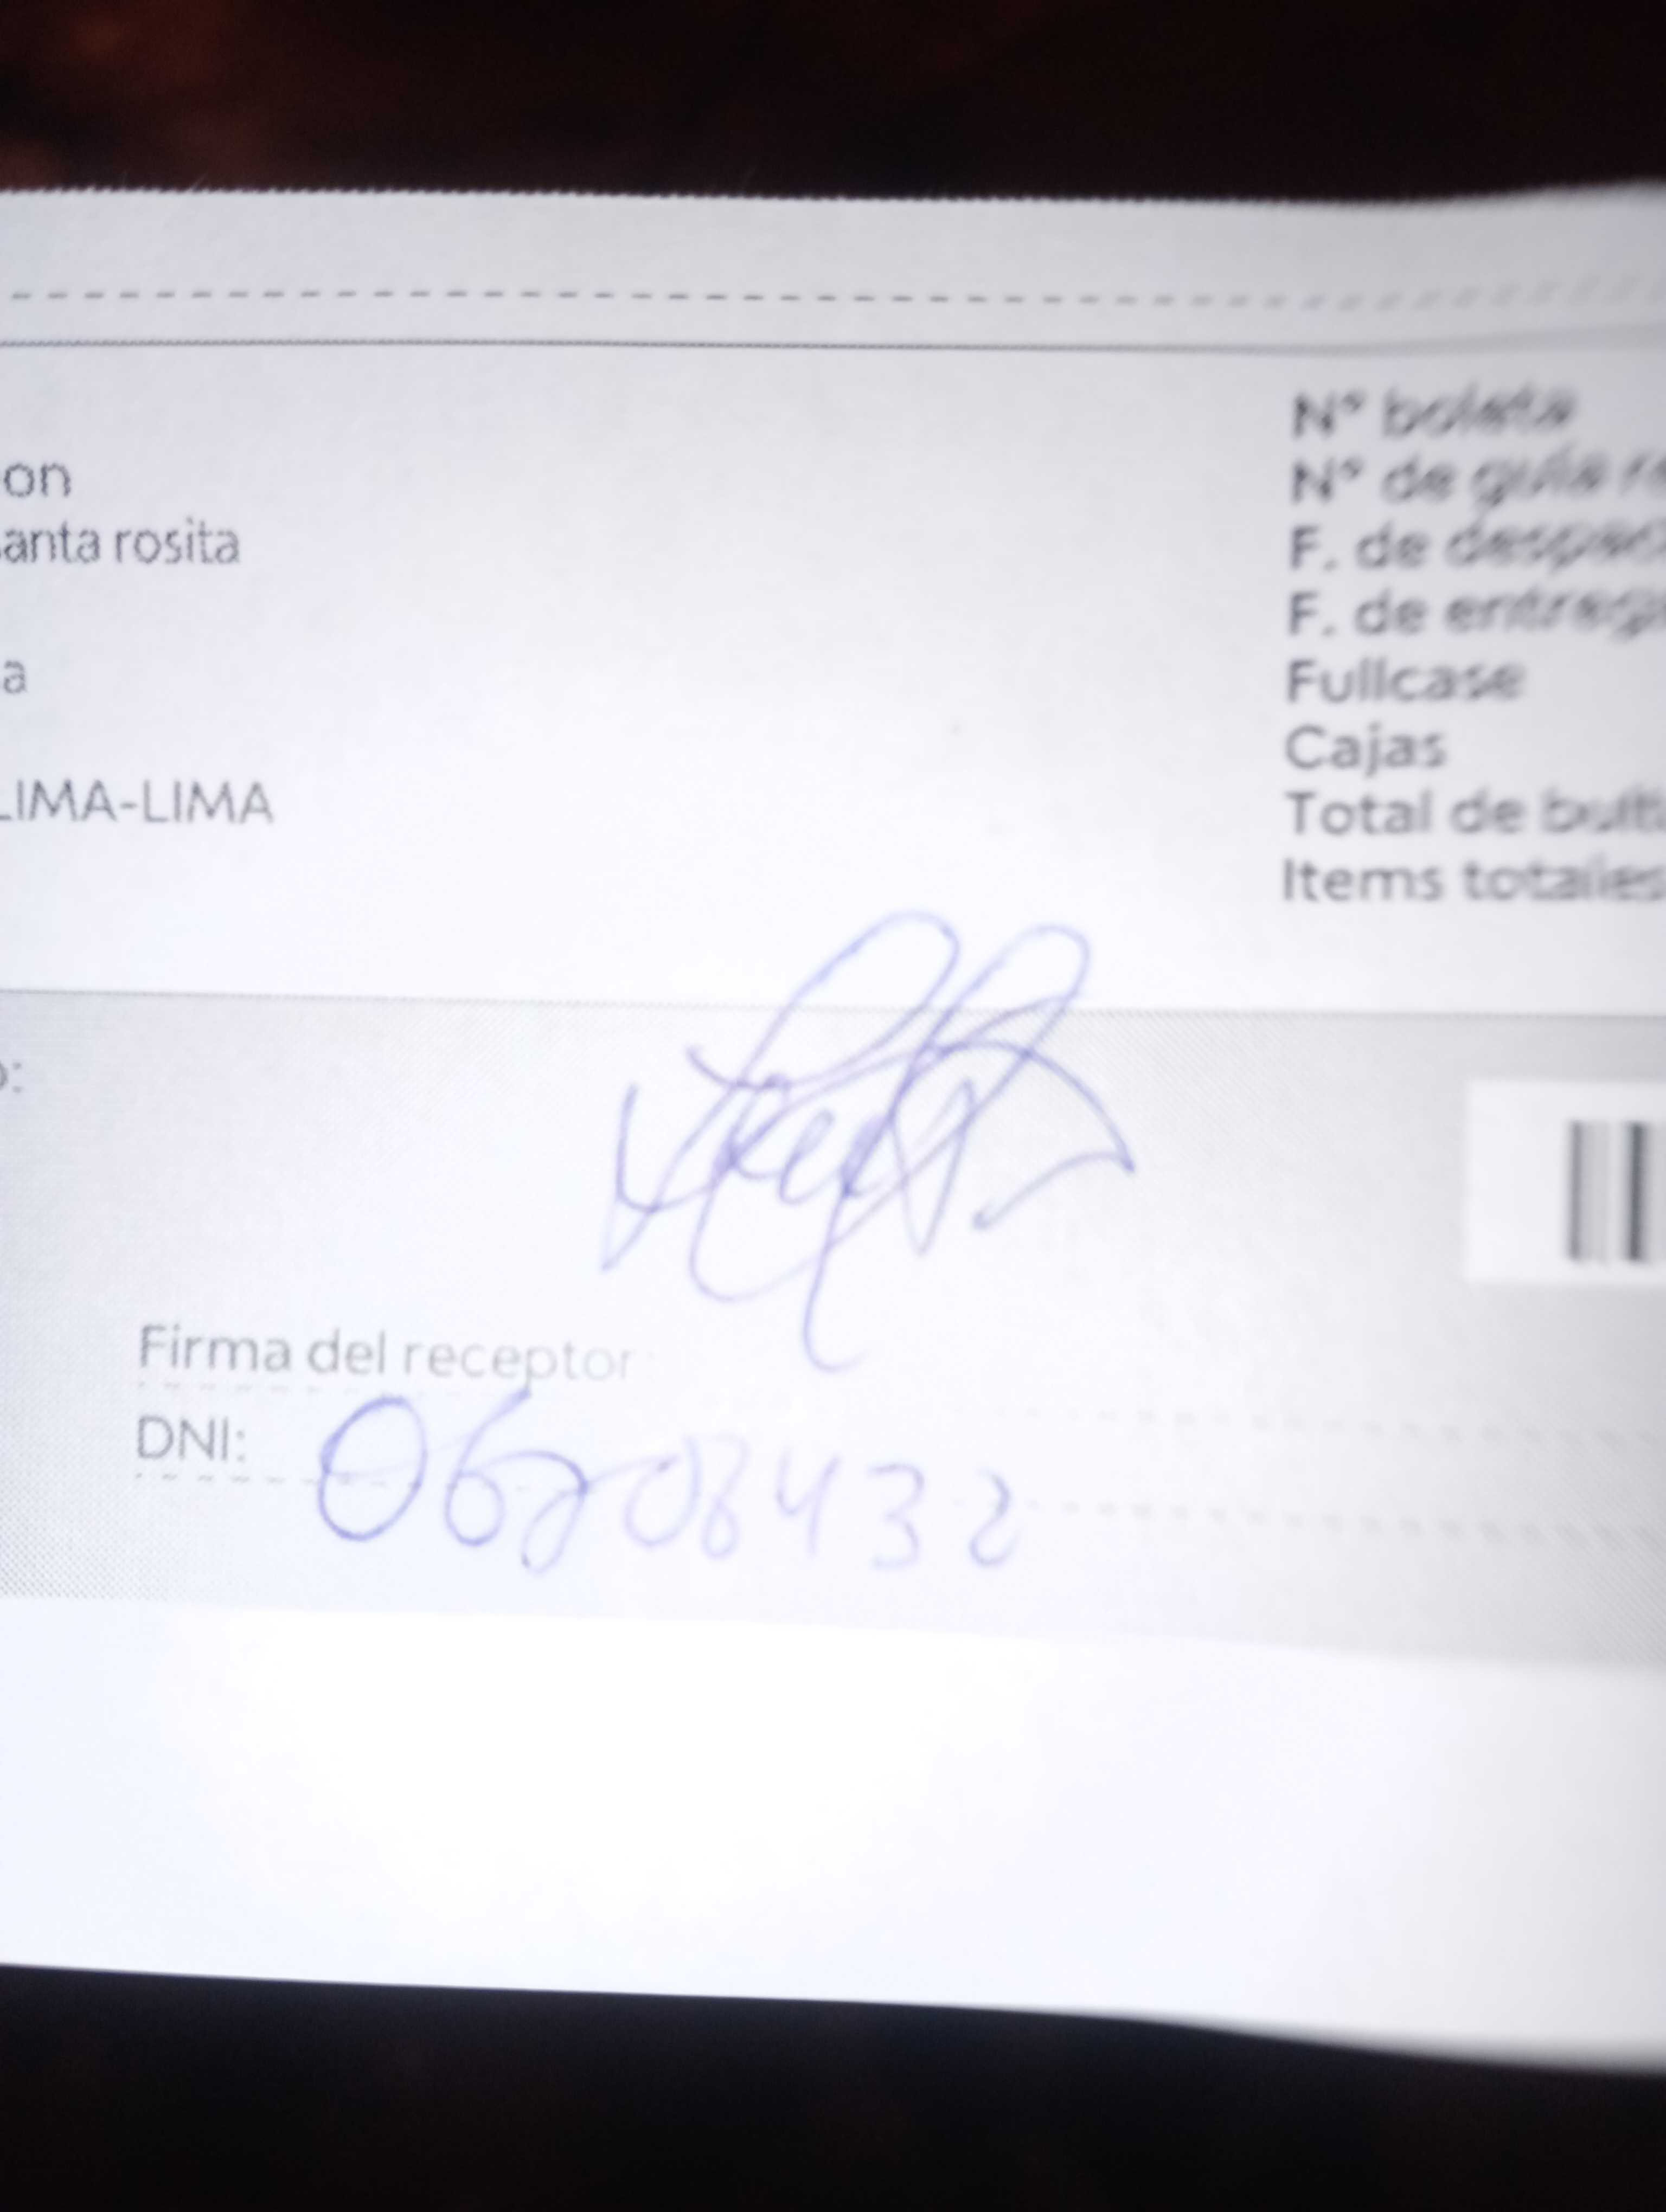 on
anta rosita
a
LIMA-LIMA
N° boleta
N° de guía
F. de
F. de
Fullcase
Cajas
Total de
Items totales
Firma del receptor
DNI: